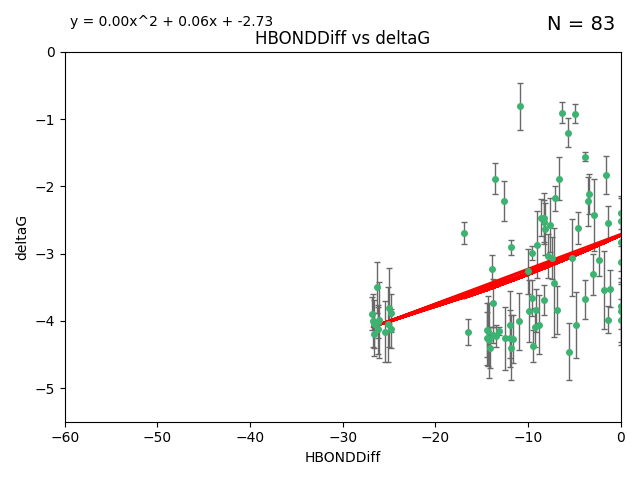 y = 0.00x^2 + 0.06x + -2.73
N = 83
HBONDDiff vs deltaG
deltaG
0
−1
−2
−3
−4
−5
−60
−50
−40
−30
−20
−10
0
HBONDDiff